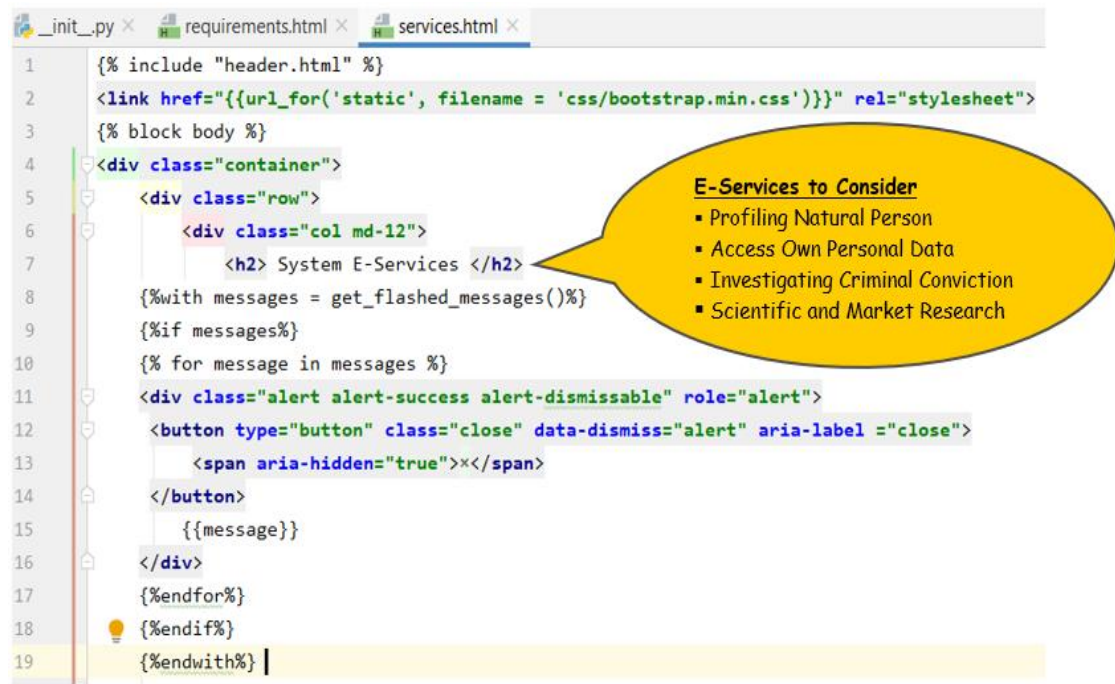 __init__.py × requirements.html × services.html ×
1 {% include "header.html" %}
2 <link href="{{url_for('static', filename = 'css/bootstrap.min.css')}}" rel="stylesheet">
3 {% block body %}
4 <div class="container">
5 <div class="row">
6 <div class="col md-12">
7 <h2> System E-Services </h2>
8 {%with messages = get_flashed_messages()%}
9 {%if messages%}
10 {% for message in messages %}
11 <div class="alert alert-success alert-dismissable" role="alert">
12 <button type="button" class="close" data-dismiss="alert" aria-label ="close">
13 <span aria-hidden="true">×</span>
14 </button>
15 {{message}}
16 </div>
17 {%endfor%}
18 {%endif%}
19 {%endwith%}
E-Services to Consider
▪ Profiling Natural Person
▪ Access Own Personal Data
▪ Investigating Criminal Conviction
▪ Scientific and Market Research